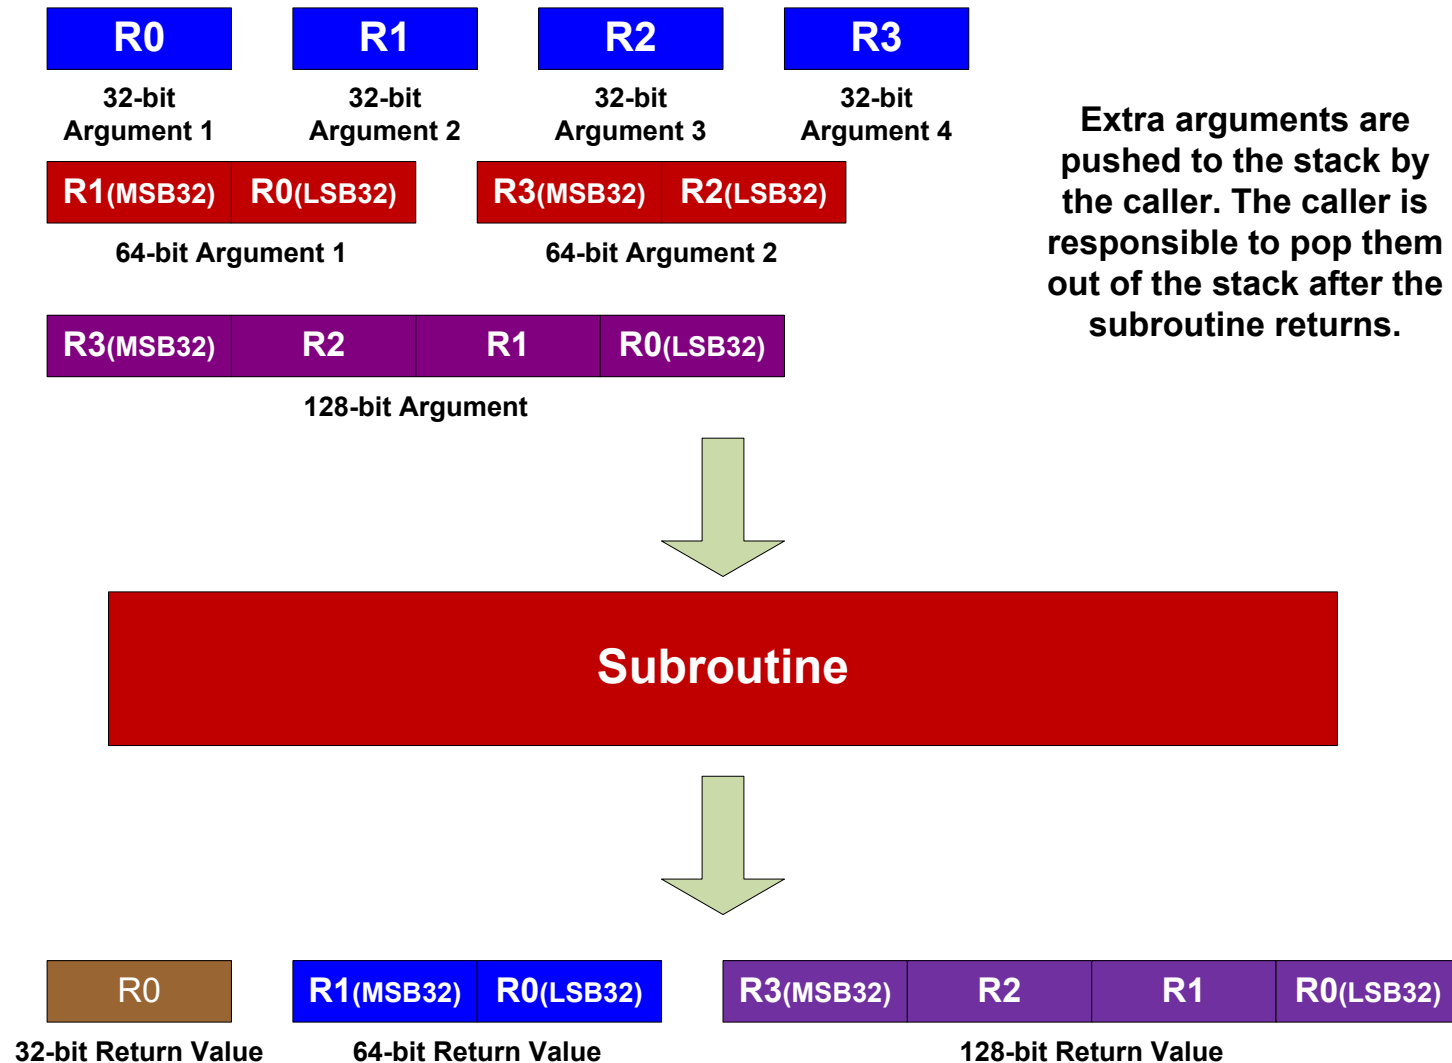 R0 R1 R2 R3
32-bit 32-bit 32-bit 32-bit
Argument 1 Argument 2 Argument 3 Argument 4
R1(MSB32) R0(LSB32) R3(MSB32) R2(LSB32)
64-bit Argument 1 64-bit Argument 2
R3(MSB32) R2 R1 R0(LSB32)
128-bit Argument
Extra arguments are
pushed to the stack by
the caller. The caller is
responsible to pop them
out of the stack after the
subroutine returns.
Subroutine
R0 R1(MSB32) R0(LSB32) R3(MSB32) R2 R1 R0(LSB32)
32-bit Return Value 64-bit Return Value 128-bit Return Value